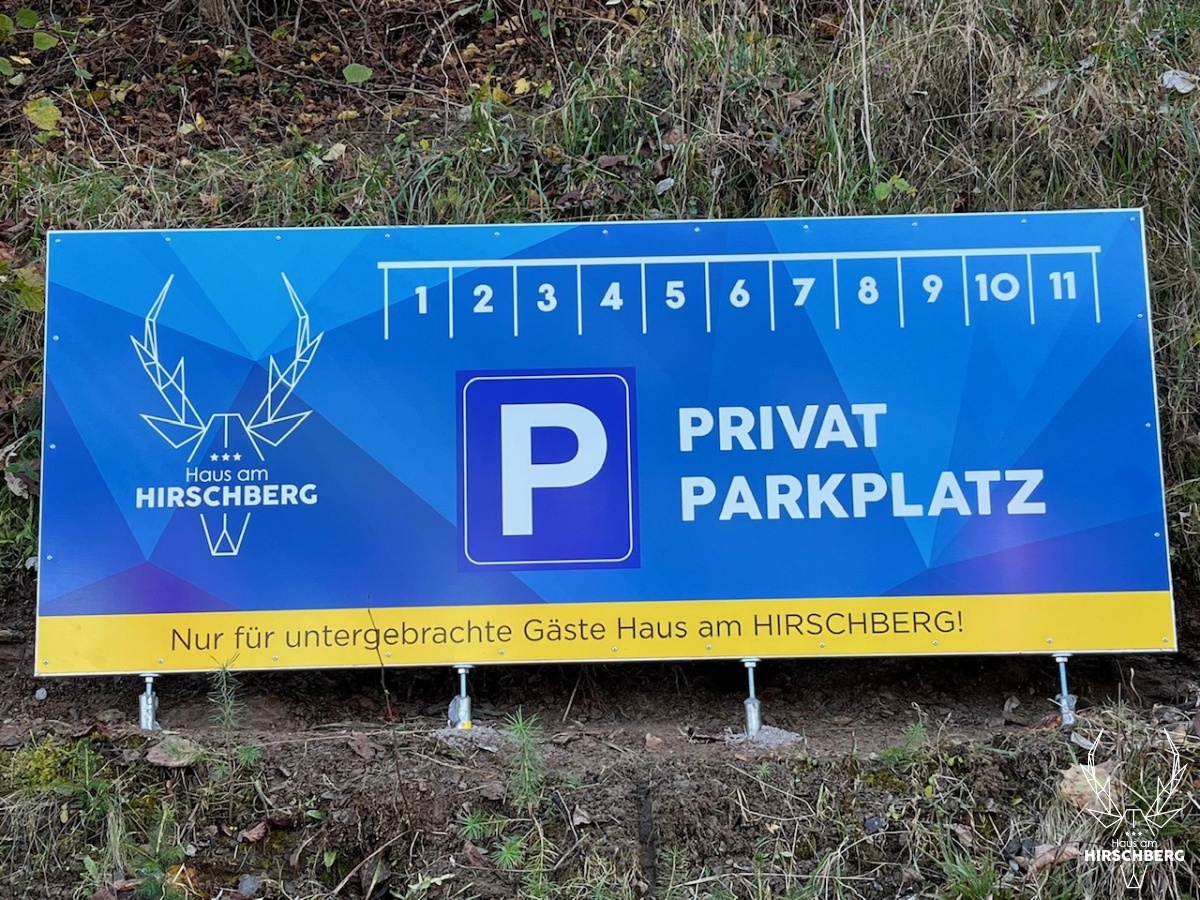 1 2 3 4 5 6 7 8 9 10 11
Haus am
HIRSCHBERG
P
PRIVAT
PARKPLATZ
Nur für untergebrachte Gäste Haus am HIRSCHBERG!
Haus am
HIRSCHBERG